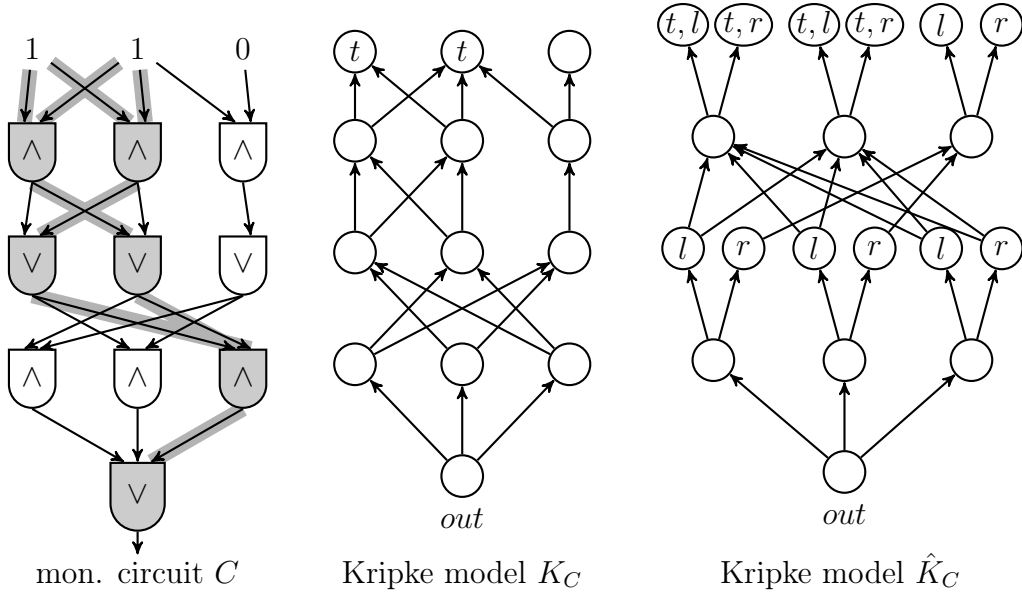 1 1 0
∧ ∧ ∧
∨ ∨ ∨
∧ ∧ ∧
∨
mon. circuit C
t t
out
Kripke model K_C
t, l t, r t, l t, r l r
l r l r l r
out
Kripke model K̂_C